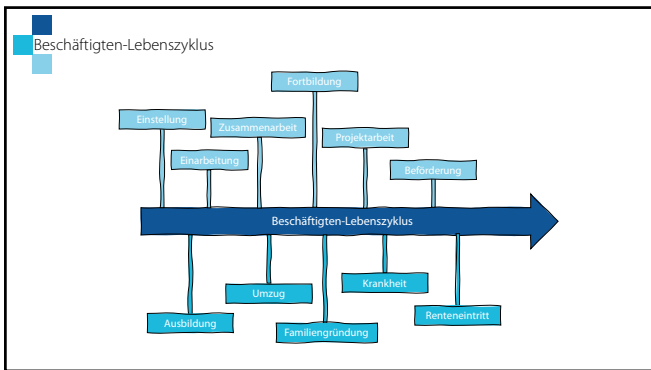 Beschäftigten-Lebenszyklus
Fortbildung
Einstellung
Zusammenarbeit
Projektarbeit
Einarbeitung
Beförderung
Beschäftigten-Lebenszyklus
Krankheit
Umzug
Renteneintritt
Ausbildung
Familiengründung